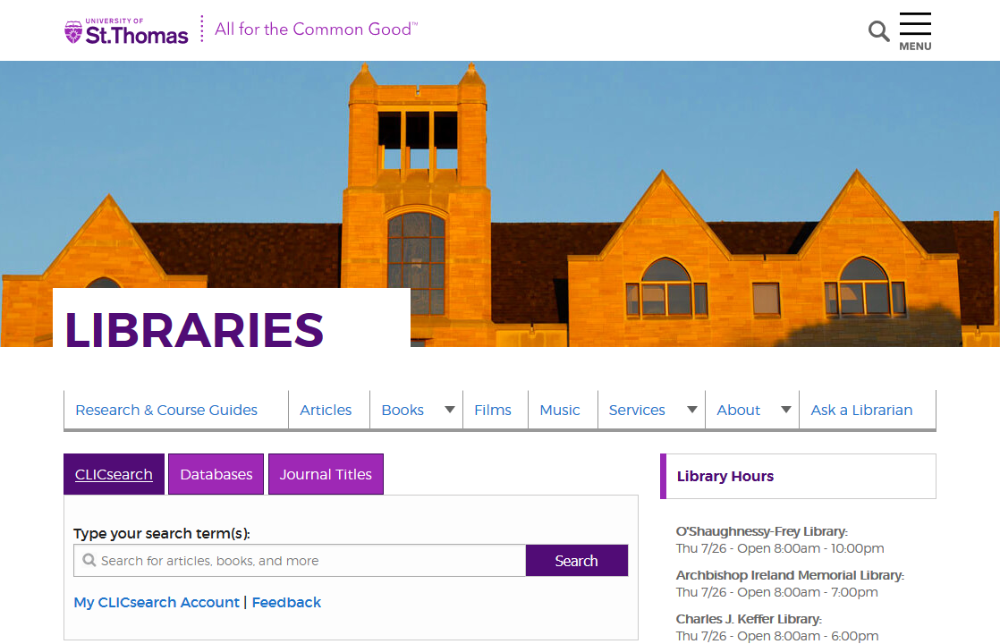 UNIVERSITY OF
St.Thomas
All for the Common Good™
MENU
LIBRARIES
Research & Course Guides
Articles
Books
Films
Music
Services
About
Ask a Librarian
CLICsearch
Databases
Journal Titles
Type your search term(s):
Search for articles, books, and more
Search
My CLICsearch Account | Feedback
Library Hours
O'Shaughnessy-Frey Library:
Thu 7/26 - Open 8:00am - 10:00pm
Archbishop Ireland Memorial Library:
Thu 7/26 - Open 8:00am - 7:00pm
Charles J. Keffer Library:
Thu 7/26 - Open 8:00am - 6:00pm